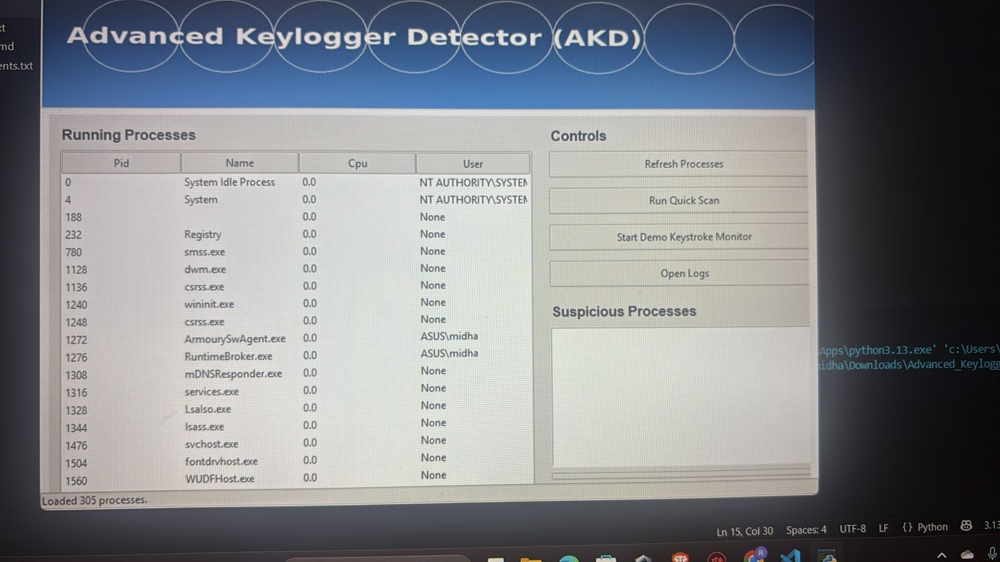 xt
md
ents.txt
Advanced Keylogger Detector (AKD)
Running Processes
Pid Name Cpu User
0 System Idle Process 0.0 NT AUTHORITY\SYSTEM
4 System 0.0 NT AUTHORITY\SYSTEM
188 0.0 None
232 Registry 0.0 None
780 smss.exe 0.0 None
1128 dwm.exe 0.0 None
1136 csrss.exe 0.0 None
1240 wininit.exe 0.0 None
1248 csrss.exe 0.0 None
1272 ArmourySwAgent.exe 0.0 ASUS\midha
1276 RuntimeBroker.exe 0.0 ASUS\midha
1308 mDNSResponder.exe 0.0 None
1316 services.exe 0.0 None
1328 LsaIso.exe 0.0 None
1344 lsass.exe 0.0 None
1476 svchost.exe 0.0 None
1504 fontdrvhost.exe 0.0 None
1560 WUDFHost.exe 0.0 None
Loaded 305 processes.
Controls
Refresh Processes
Run Quick Scan
Start Demo Keystroke Monitor
Open Logs
Suspicious Processes
Apps\python3.13.exe' 'c:\Users\
midha\Downloads\Advanced_Keylogg
Ln 15, Col 30 Spaces: 4 UTF-8 LF {} Python 3.13
R